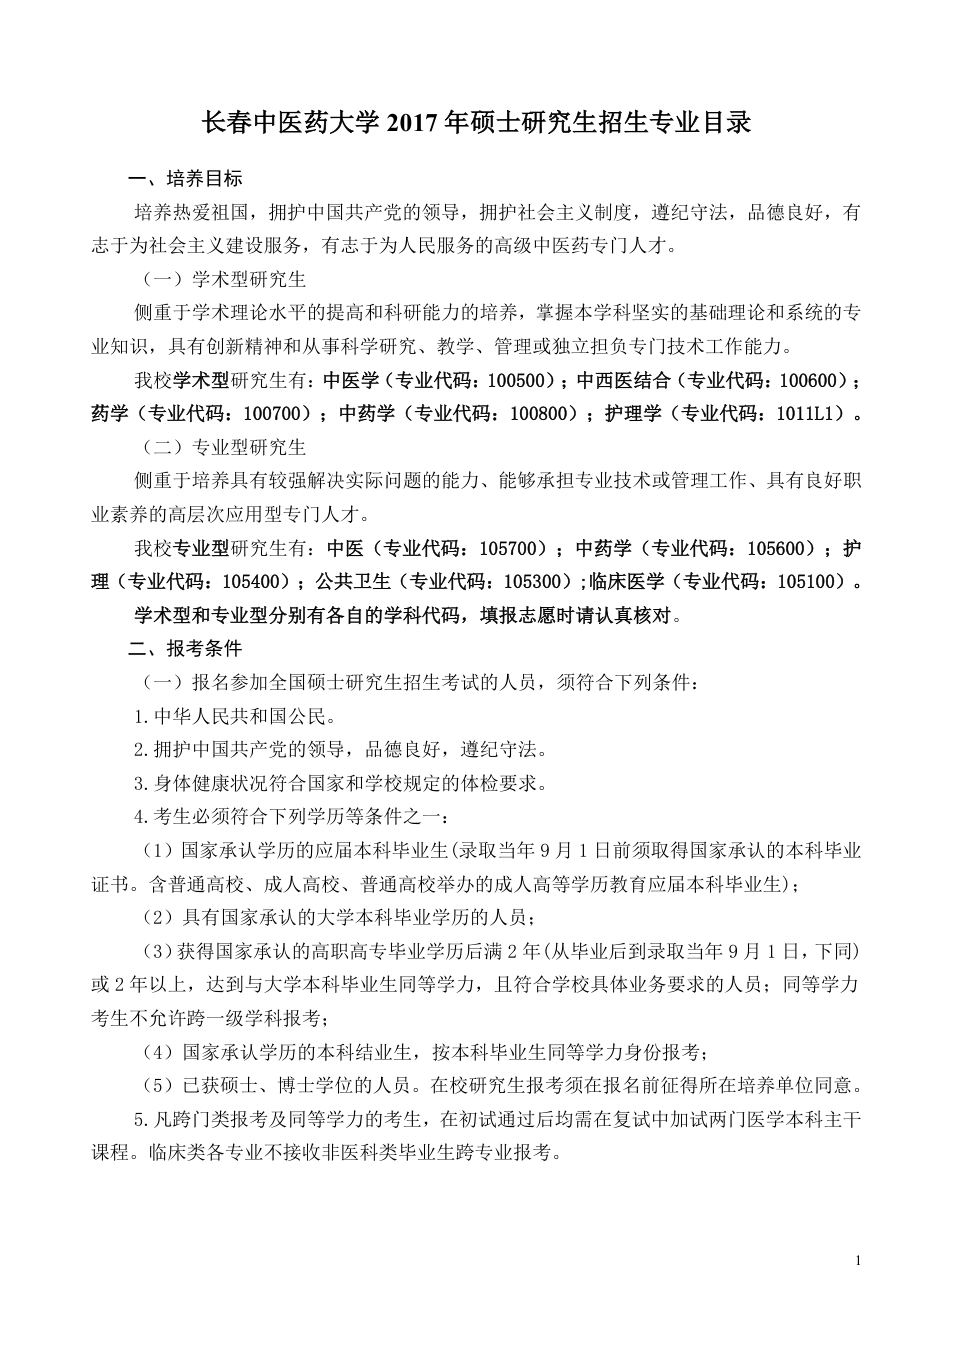 长春中医药大学 2017 年硕士研究生招生专业目录
一、培养目标
培养热爱祖国，拥护中国共产党的领导，拥护社会主义制度，遵纪守法，品德良好，有
志于为社会主义建设服务，有志于为人民服务的高级中医药专门人才。
（一）学术型研究生
侧重于学术理论水平的提高和科研能力的培养，掌握本学科坚实的基础理论和系统的专
业知识，具有创新精神和从事科学研究、教学、管理或独立担负专门技术工作能力。
我校学术型研究生有：中医学（专业代码：100500）；中西医结合（专业代码：100600）；
药学（专业代码：100700）；中药学（专业代码：100800）；护理学（专业代码：1011L1）。
（二）专业型研究生
侧重于培养具有较强解决实际问题的能力、能够承担专业技术或管理工作、具有良好职
业素养的高层次应用型专门人才。
我校专业型研究生有：中医（专业代码：105700）；中药学（专业代码：105600）；护
理（专业代码：105400）；公共卫生（专业代码：105300）;临床医学（专业代码：105100）。
学术型和专业型分别有各自的学科代码，填报志愿时请认真核对。
二、报考条件
（一）报名参加全国硕士研究生招生考试的人员，须符合下列条件：
1.中华人民共和国公民。
2.拥护中国共产党的领导，品德良好，遵纪守法。
3.身体健康状况符合国家和学校规定的体检要求。
4.考生必须符合下列学历等条件之一：
（1）国家承认学历的应届本科毕业生(录取当年 9 月 1 日前须取得国家承认的本科毕业
证书。含普通高校、成人高校、普通高校举办的成人高等学历教育应届本科毕业生)；
（2）具有国家承认的大学本科毕业学历的人员；
（3）获得国家承认的高职高专毕业学历后满 2 年(从毕业后到录取当年 9 月 1 日，下同)
或 2 年以上，达到与大学本科毕业生同等学力，且符合学校具体业务要求的人员；同等学力
考生不允许跨一级学科报考；
（4）国家承认学历的本科结业生，按本科毕业生同等学力身份报考；
（5）已获硕士、博士学位的人员。在校研究生报考须在报名前征得所在培养单位同意。
5.凡跨门类报考及同等学力的考生，在初试通过后均需在复试中加试两门医学本科主干
课程。临床类各专业不接收非医科类毕业生跨专业报考。
1